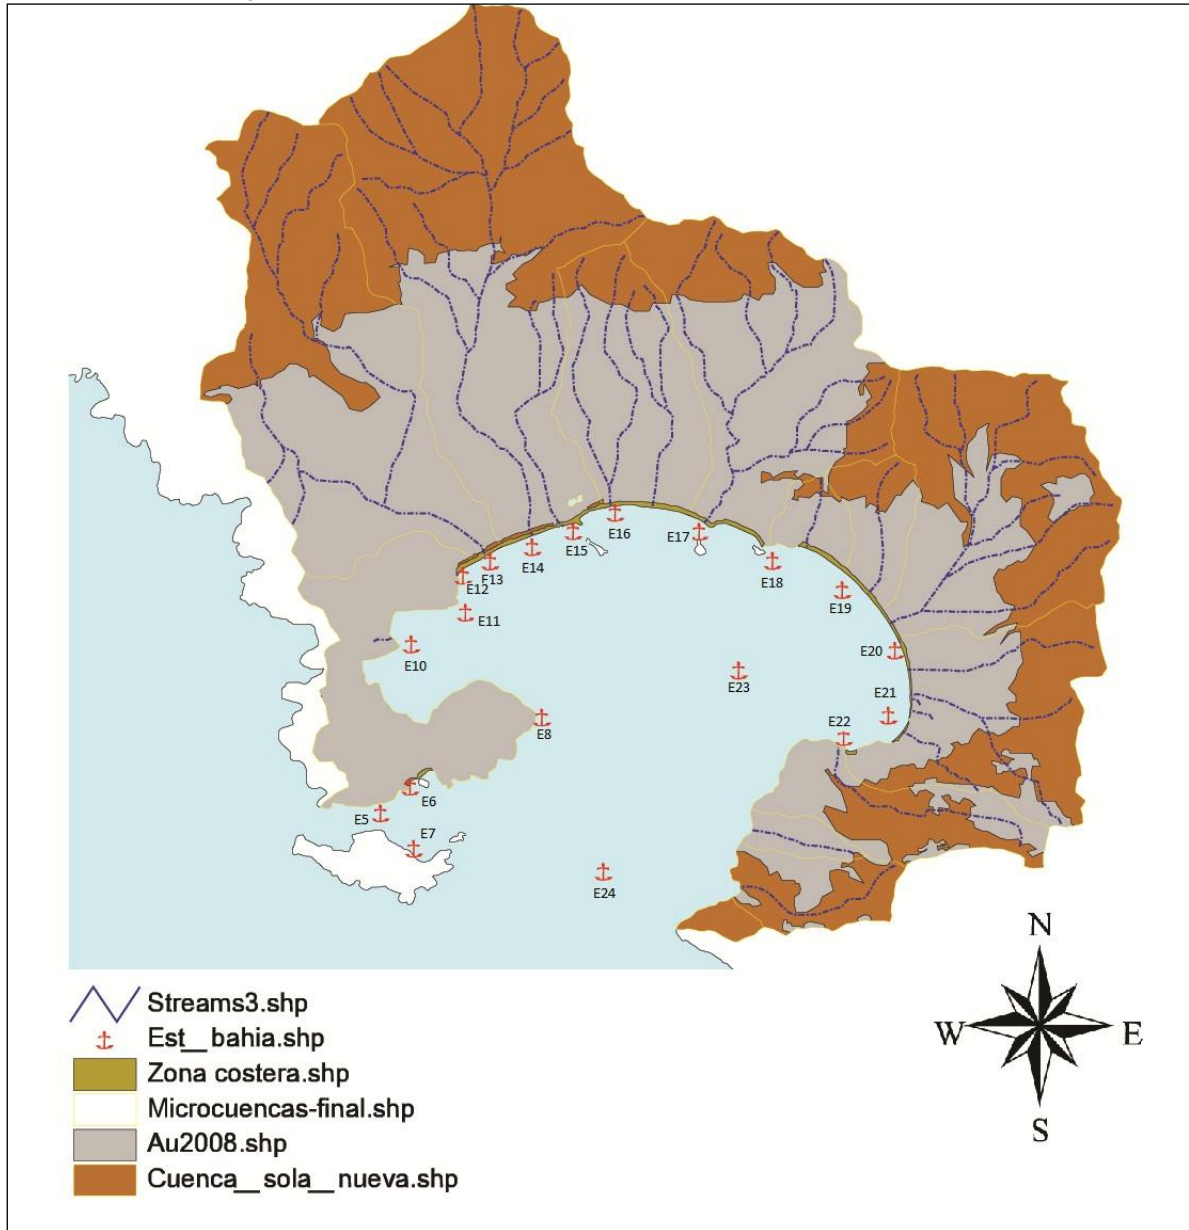 E16
E17
E15
E14
E13
E18
E12
E19
E11
E10
E20
E23
E21
E22
E8
E6
E5
E7
E24
N
W
E
S
Streams3.shp
Est__bahia.shp
Zona costera.shp
Microcuencas-final.shp
Au2008.shp
Cuenca__sola__nueva.shp